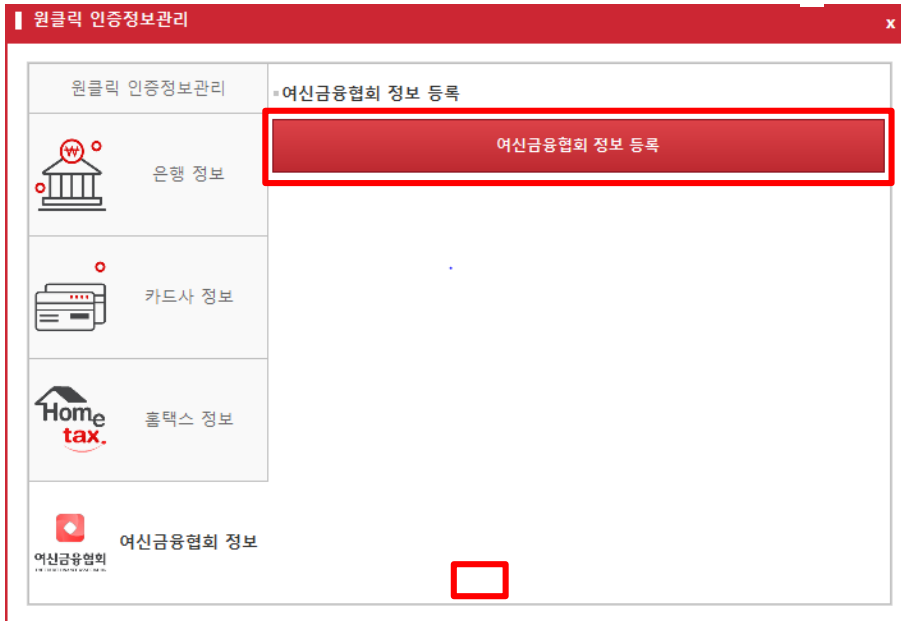 원클릭 인증정보관리
x
원클릭 인증정보관리
여신금융협회 정보 등록
여신금융협회 정보 등록
은행 정보
카드사 정보
Home
tax.
홈택스 정보
여신금융협회
여신금융협회 정보